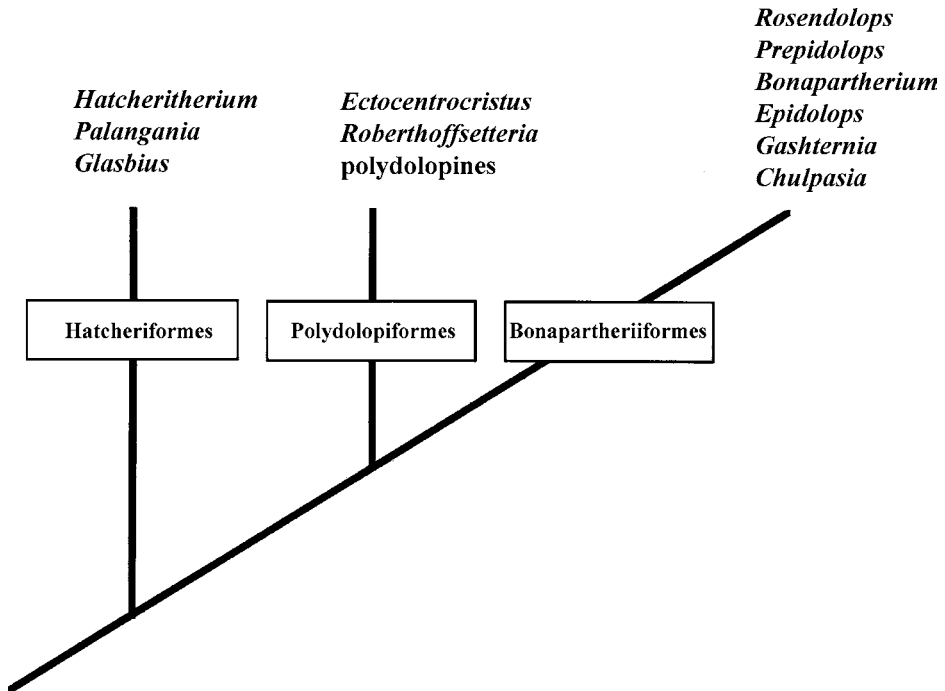 Rosendolops
Prepidolops
Bonapartherium
Epidolops
Gashternia
Chulpasia
Hatcheritherium
Palangania
Glasbius
Ectocentrocristus
Roberthoffsetteria
polydolopines
Hatcheriformes
Polydolopiformes
Bonapartheriiformes